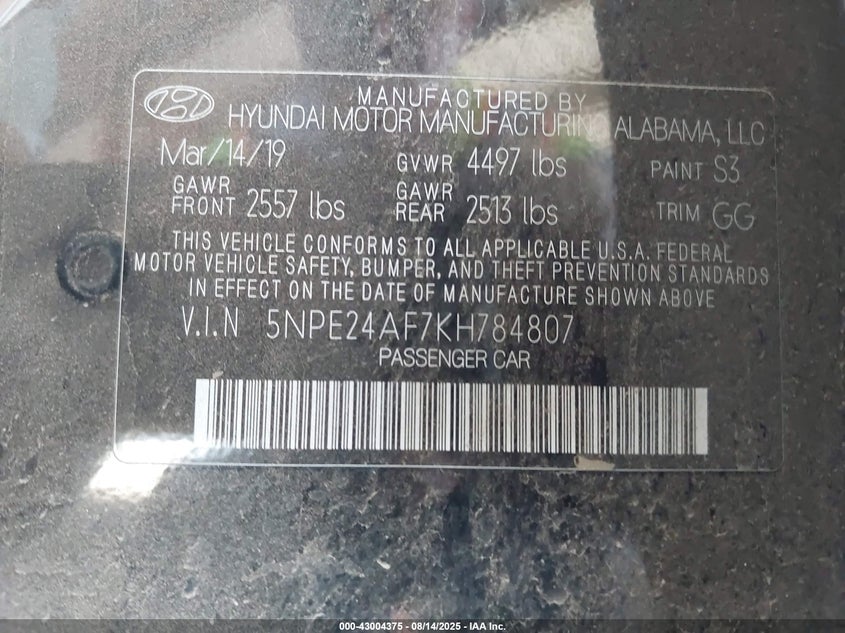 MANUFACTURED BY
HYUNDAI MOTOR MANUFACTURING ALABAMA, LLC
Mar/14/19 GVWR 4497 lbs PAINT S3
GAWR FRONT 2557 lbs GAWR REAR 2513 lbs TRIM GG
THIS VEHICLE CONFORMS TO ALL APPLICABLE U.S.A. FEDERAL
MOTOR VEHICLE SAFETY, BUMPER, AND THEFT PREVENTION STANDARDS
IN EFFECT ON THE DATE OF MANUFACTURE SHOWN ABOVE
V.I.N 5NPE24AF7KH784807
PASSENGER CAR
000-43004375 - 08/14/2025 - IAA Inc.